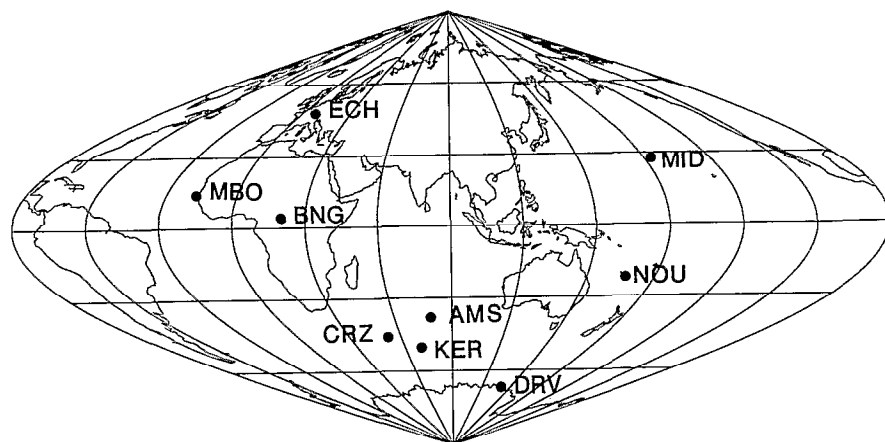 ECH
MID
MBO
BNG
NOU
AMS
CRZ
KER
DRV